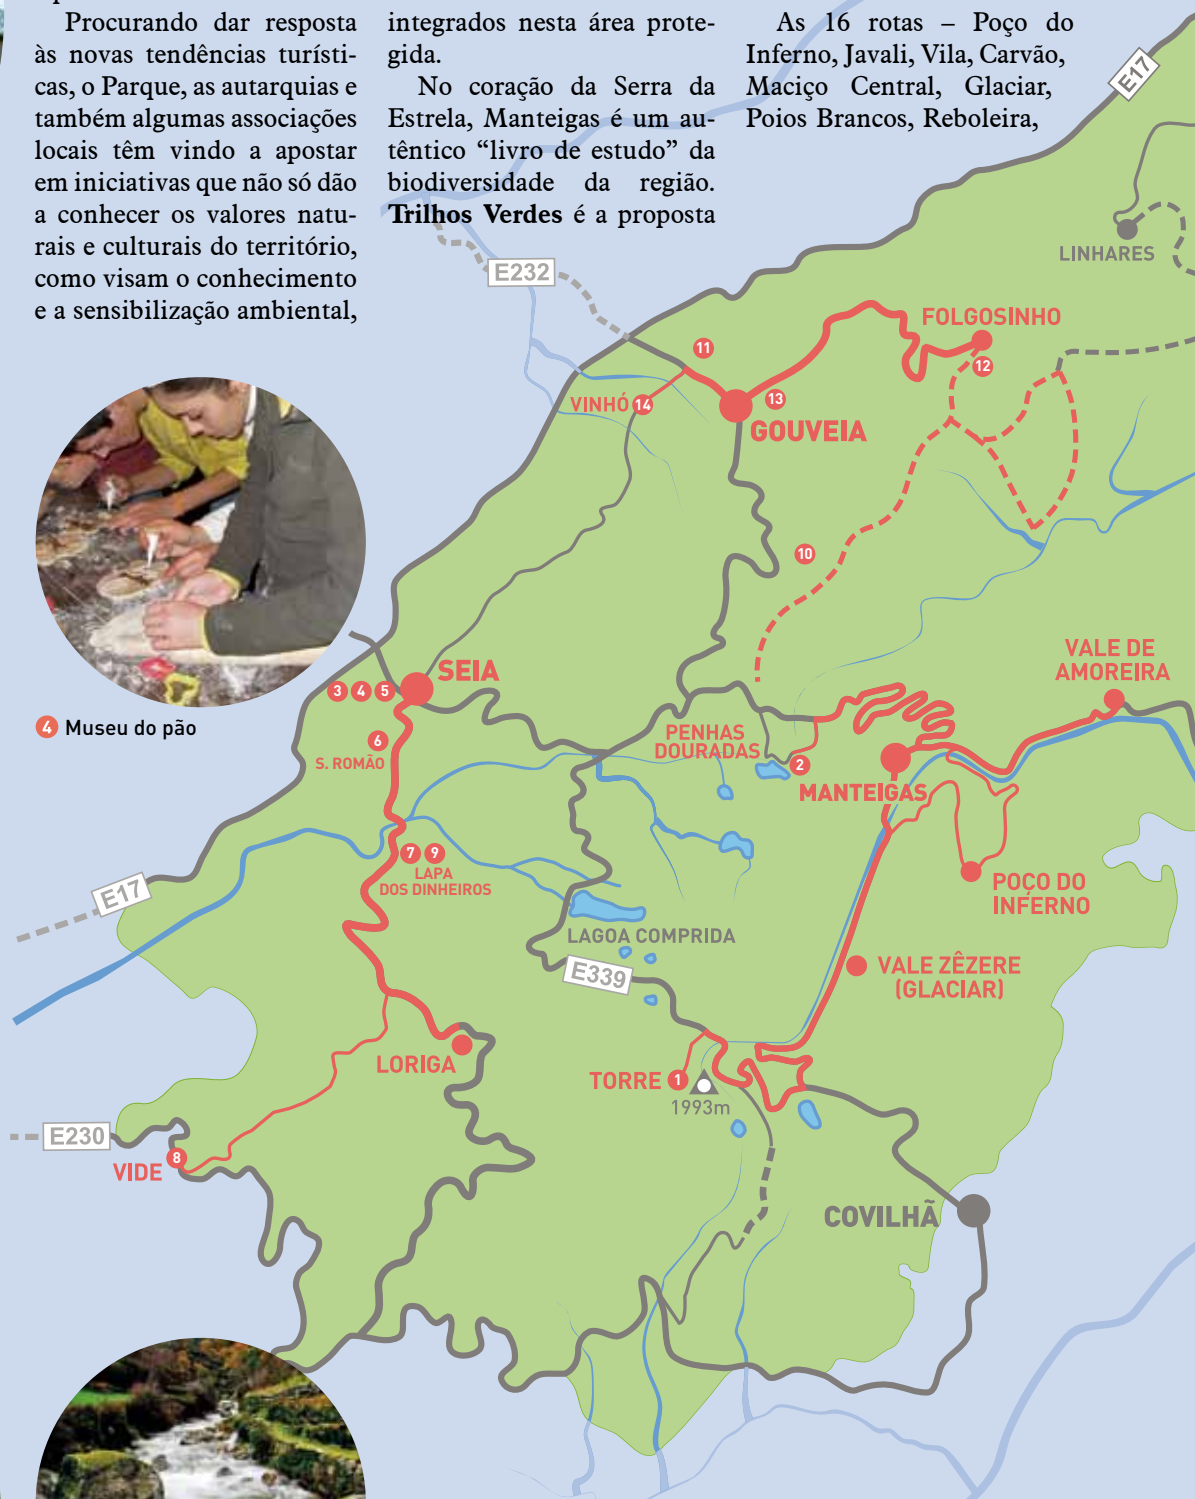 Procurando dar resposta
às novas tendências turísti-
cas, o Parque, as autarquias e
também algumas associações
locais têm vindo a apostar
em iniciativas que não só dão
a conhecer os valores natu-
rais e culturais do território,
como visam o conhecimento
e a sensibilização ambiental,
integrados nesta área prote-
gida.
No coração da Serra da
Estrela, Manteigas é um au-
têntico “livro de estudo” da
biodiversidade da região.
Trilhos Verdes é a proposta
As 16 rotas – Poço do
Inferno, Javali, Vila, Carvão,
Maciço Central, Glaciar,
Poios Brancos, Reboleira,
E17
LINHARES
E232
FOLGOSINHO
12
11
VINHÓ 14
13
GOUVEIA
10
VALE DE
AMOREIRA
SEIA
3 4 5
4 Museu do pão
6
S. ROMÃO
PENHAS
DOURADAS
2
MANTEIGAS
7 9
LAPA
DOS DINHEIROS
E17
POÇO DO
INFERNO
LAGOA COMPRIDA
E339
VALE ZÊZERE
(GLACIAR)
LORIGA
TORRE 1
1993m
E230
VIDE 8
COVILHÃ